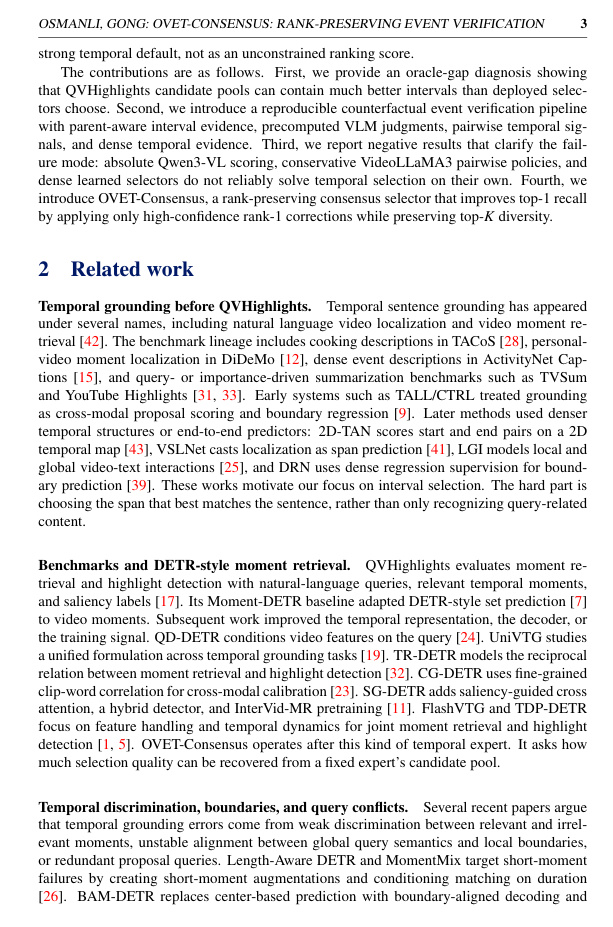 OSMANLI, GONG: OVET-CONSENSUS: RANK-PRESERVING EVENT VERIFICATION 3
strong temporal default, not as an unconstrained ranking score.
The contributions are as follows. First, we provide an oracle-gap diagnosis showing
that QVHighlights candidate pools can contain much better intervals than deployed selec-
tors choose. Second, we introduce a reproducible counterfactual event verification pipeline
with parent-aware interval evidence, precomputed VLM judgments, pairwise temporal sig-
nals, and dense temporal evidence. Third, we report negative results that clarify the fail-
ure mode: absolute Qwen3-VL scoring, conservative VideoLLaMA3 pairwise policies, and
dense learned selectors do not reliably solve temporal selection on their own. Fourth, we
introduce OVET-Consensus, a rank-preserving consensus selector that improves top-1 recall
by applying only high-confidence rank-1 corrections while preserving top-K diversity.
2 Related work
Temporal grounding before QVHighlights. Temporal sentence grounding has appeared
under several names, including natural language video localization and video moment re-
trieval [42]. The benchmark lineage includes cooking descriptions in TACoS [28], personal-
video moment localization in DiDeMo [12], dense event descriptions in ActivityNet Cap-
tions [15], and query- or importance-driven summarization benchmarks such as TVSum
and YouTube Highlights [31, 33]. Early systems such as TALL/CTRL treated grounding
as cross-modal proposal scoring and boundary regression [9]. Later methods used denser
temporal structures or end-to-end predictors: 2D-TAN scores start and end pairs on a 2D
temporal map [43], VSLNet casts localization as span prediction [41], LGI models local and
global video-text interactions [25], and DRN uses dense regression supervision for bound-
ary prediction [39]. These works motivate our focus on interval selection. The hard part is
choosing the span that best matches the sentence, rather than only recognizing query-related
content.
Benchmarks and DETR-style moment retrieval. QVHighlights evaluates moment re-
trieval and highlight detection with natural-language queries, relevant temporal moments,
and saliency labels [17]. Its Moment-DETR baseline adapted DETR-style set prediction [7]
to video moments. Subsequent work improved the temporal representation, the decoder, or
the training signal. QD-DETR conditions video features on the query [24]. UniVTG studies
a unified formulation across temporal grounding tasks [19]. TR-DETR models the reciprocal
relation between moment retrieval and highlight detection [32]. CG-DETR uses fine-grained
clip-word correlation for cross-modal calibration [23]. SG-DETR adds saliency-guided cross
attention, a hybrid detector, and InterVid-MR pretraining [11]. FlashVTG and TDP-DETR
focus on feature handling and temporal dynamics for joint moment retrieval and highlight
detection [1, 5]. OVET-Consensus operates after this kind of temporal expert. It asks how
much selection quality can be recovered from a fixed expert's candidate pool.
Temporal discrimination, boundaries, and query conflicts. Several recent papers argue
that temporal grounding errors come from weak discrimination between relevant and irrel-
evant moments, unstable alignment between global query semantics and local boundaries,
or redundant proposal queries. Length-Aware DETR and MomentMix target short-moment
failures by creating short-moment augmentations and conditioning matching on duration
[26]. BAM-DETR replaces center-based prediction with boundary-aligned decoding and